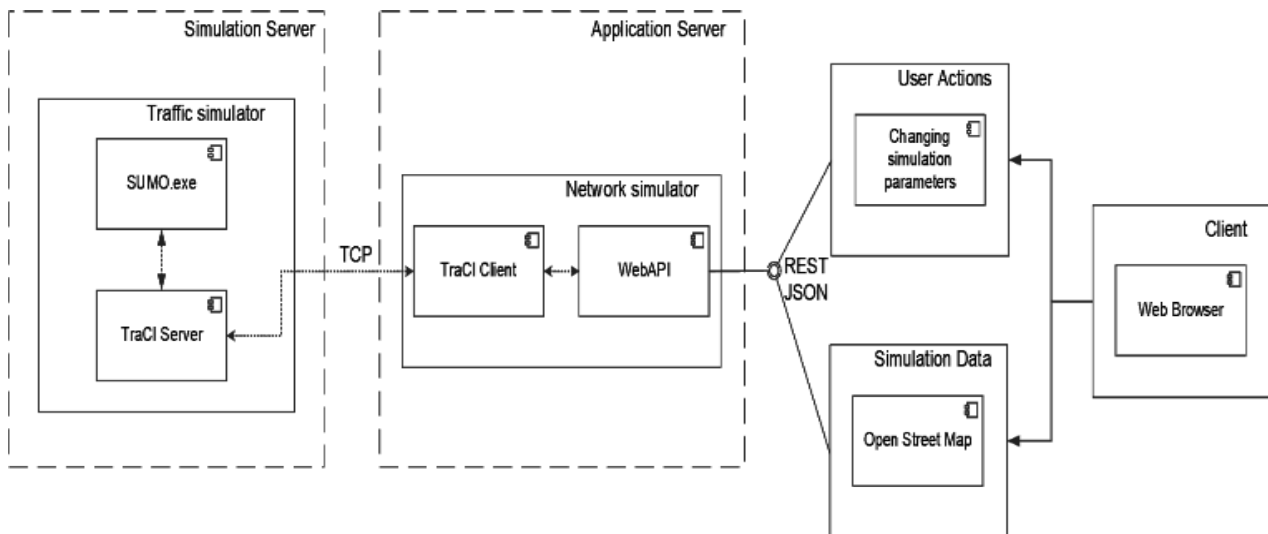 Simulation Server
Traffic simulator
SUMO.exe
TraCI Server
TCP
Application Server
Network simulator
TraCI Client
WebAPI
REST
JSON
User Actions
Changing
simulation
parameters
Simulation Data
Open Street Map
Client
Web Browser